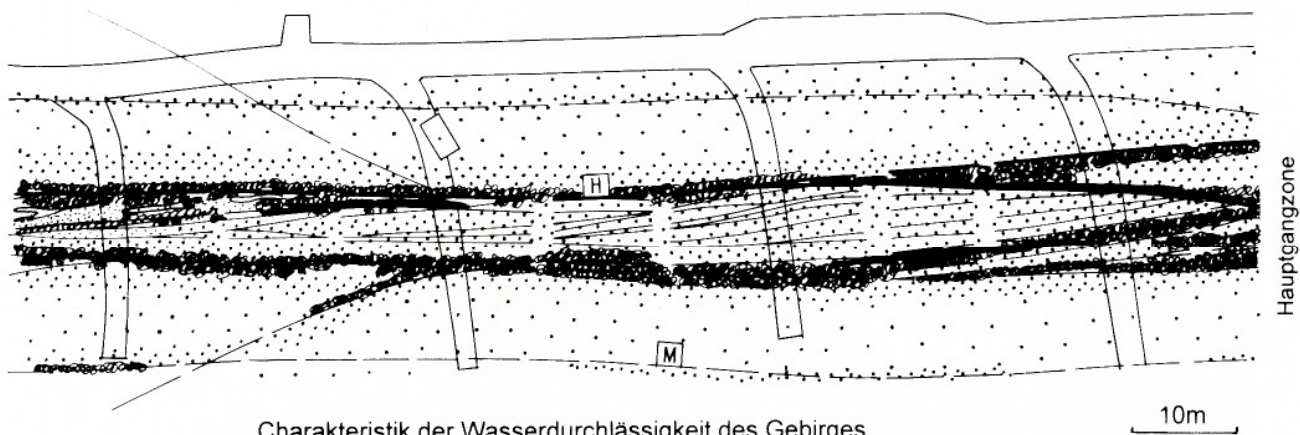 H
M
Hauptgangzone
Charakteristik der Wasserdurchlässigkeit des Gebirges
10m